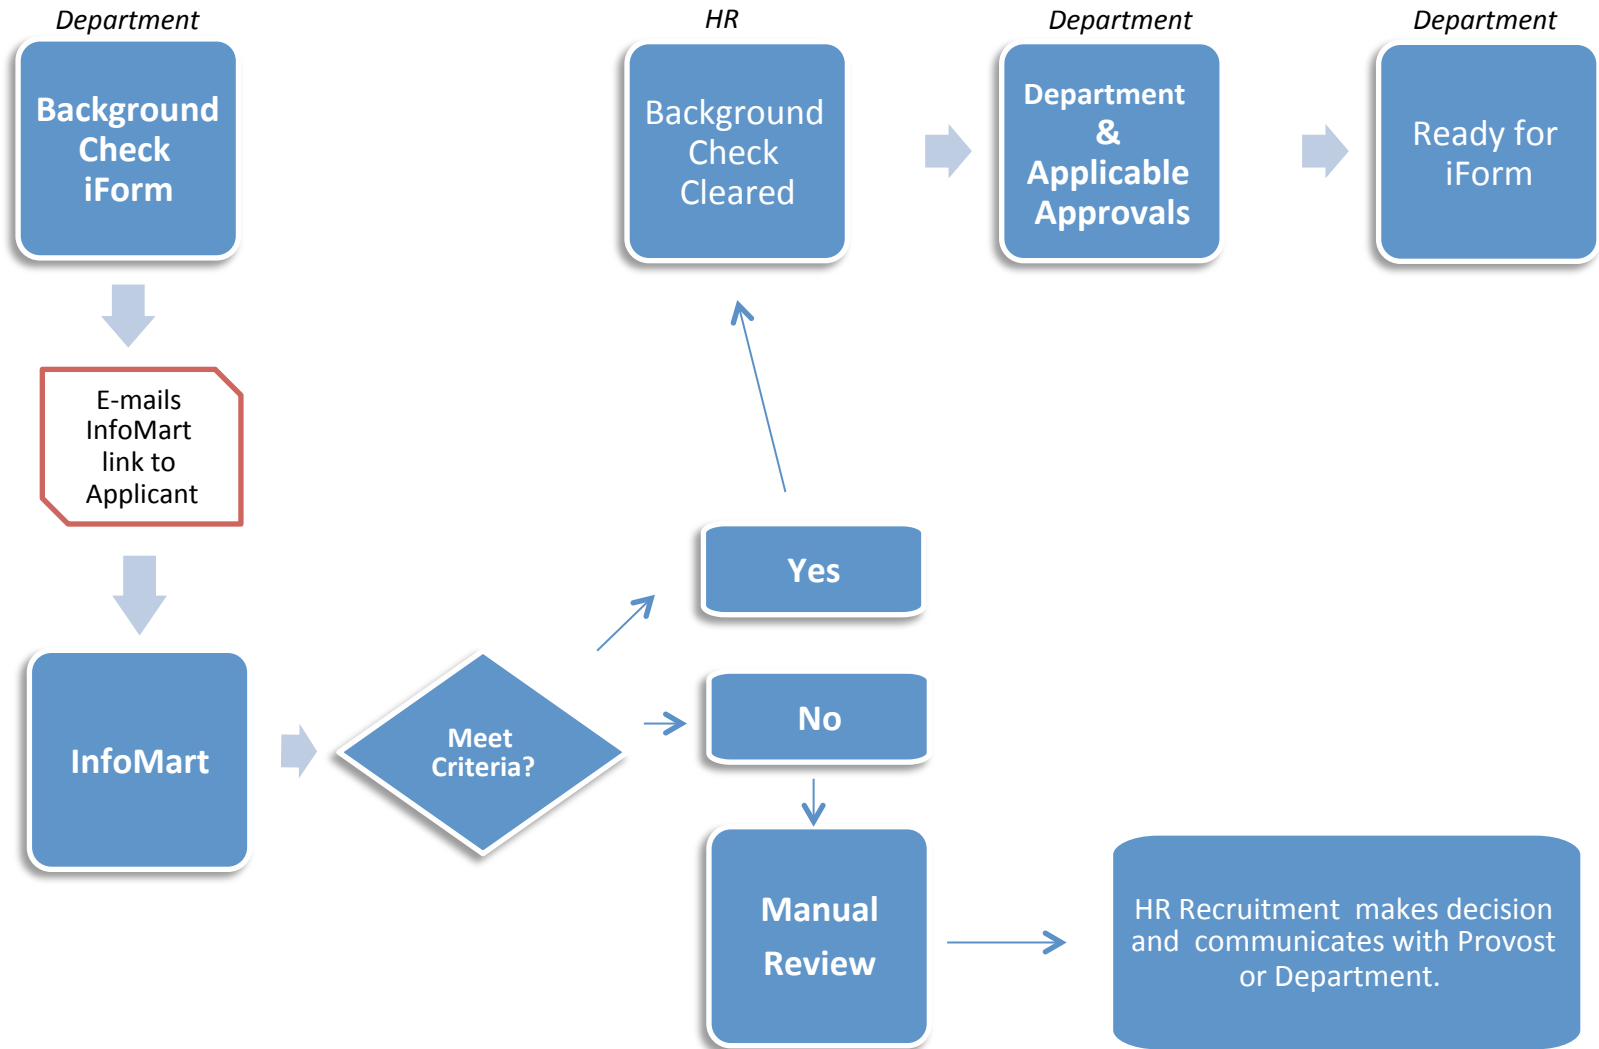 Department
Background
Check
iForm
E-mails
InfoMart
link to
Applicant
InfoMart
Meet
Criteria?
Yes
No
Manual
Review
HR Recruitment makes decision
and communicates with Provost
or Department.
HR
Background
Check
Cleared
Department
Department
&
Applicable
Approvals
Department
Ready for
iForm